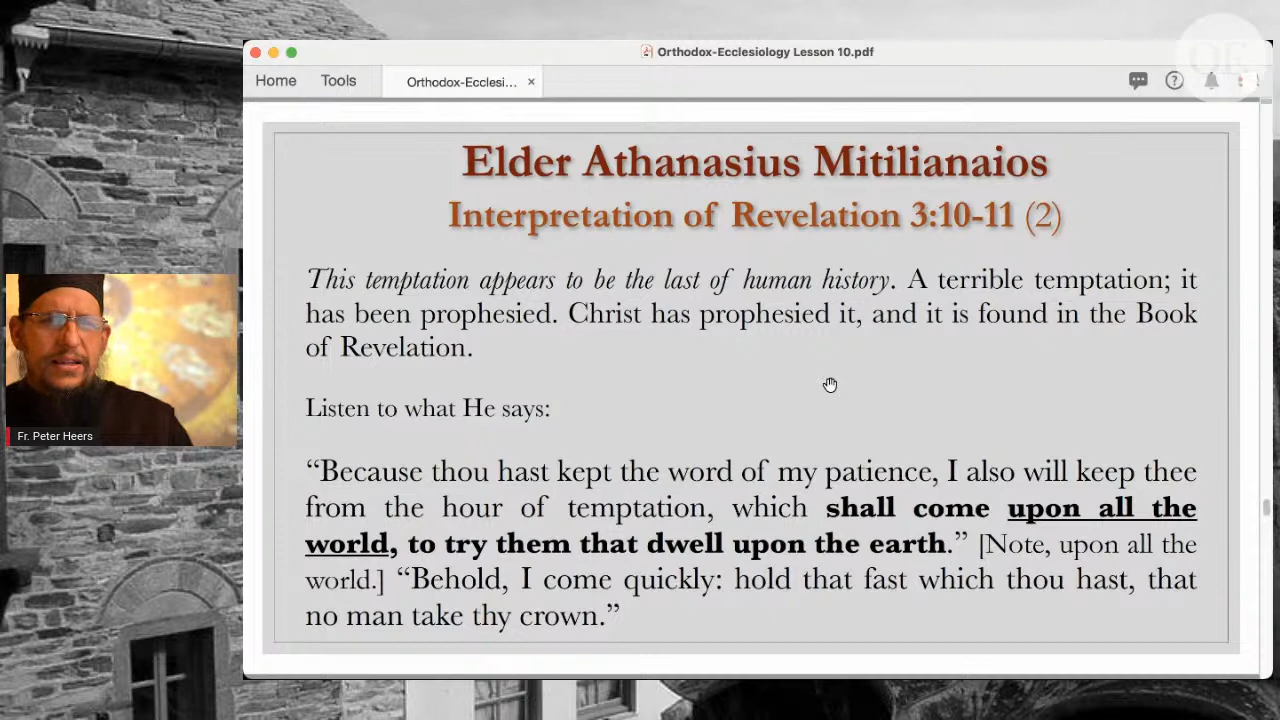 Orthodox-Ecclesiology Lesson 10.pdf
Home Tools Orthodox-Ecclesi... ×
Elder Athanasius Mitilianaios
Interpretation of Revelation 3:10-11 (2)
This temptation appears to be the last of human history. A terrible temptation; it
has been prophesied. Christ has prophesied it, and it is found in the Book
of Revelation.
Listen to what He says:
“Because thou hast kept the word of my patience, I also will keep thee
from the hour of temptation, which shall come upon all the
world, to try them that dwell upon the earth.” [Note, upon all the
world.] “Behold, I come quickly: hold that fast which thou hast, that
no man take thy crown.”
Fr. Peter Heers